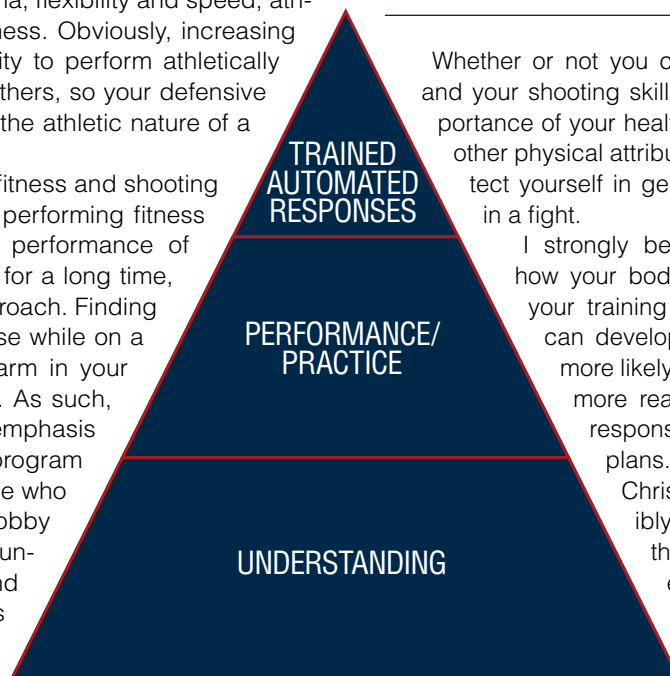 na, flexibility and speed, ath-
ness. Obviously, increasing
ity to perform athletically
thers, so your defensive
the athletic nature of a
fitness and shooting
performing fitness
performance of
for a long time,
roach. Finding
se while on a
arm in your
. As such,
emphasis
program
e who
obby
un-
nd
s
TRAINED
AUTOMATED
RESPONSES
PERFORMANCE/
PRACTICE
UNDERSTANDING
Whether or not you c
and your shooting skill
portance of your healt
other physical attribu
tect yourself in ge
in a fight.
I strongly be
how your bod
your training
can develop
more likely
more rea
respons
plans.
Chris
ibly
th
e